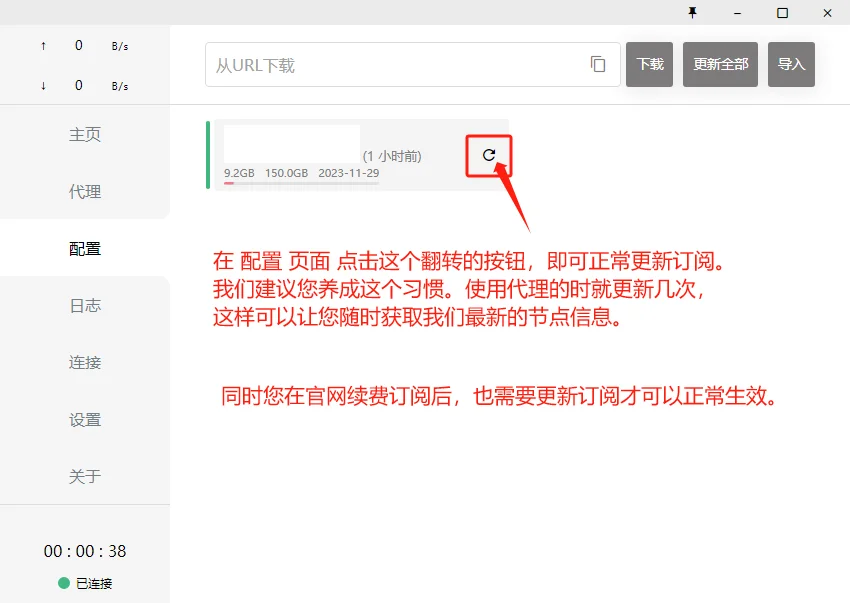 ↑ 0 B/s
↓ 0 B/s
从URL下载
下载
更新全部
导入
主页
代理
配置
日志
连接
设置
关于
00 : 00 : 38
已连接
(1 小时前)
9.2GB 150.0GB 2023-11-29
在 配置 页面 点击这个翻转的按钮，即可正常更新订阅。
我们建议您养成这个习惯。使用代理的时就更新几次，
这样可以让您随时获取我们最新的节点信息。
同时您在官网续费订阅后，也需要更新订阅才可以正常生效。